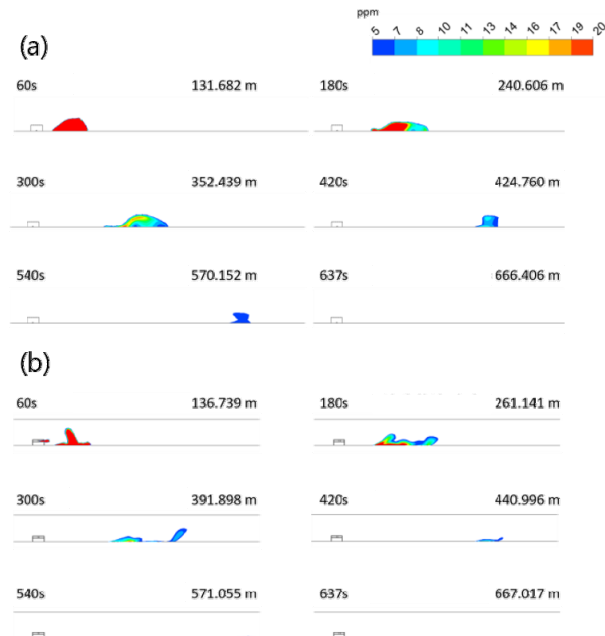 (a)
ppm
5 7 8 10 11 13 14 16 17 19 20
60s 131.682 m
180s 240.606 m
300s 352.439 m
420s 424.760 m
540s 570.152 m
637s 666.406 m
(b)
60s 136.739 m
180s 261.141 m
300s 391.898 m
420s 440.996 m
540s 571.055 m
637s 667.017 m